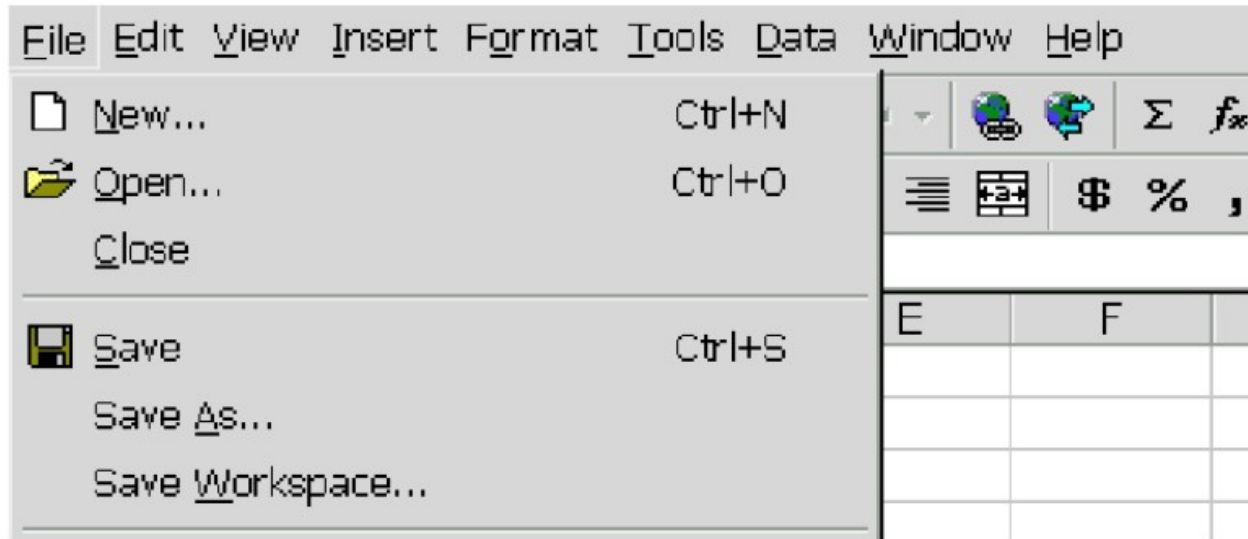 File Edit View Insert Format Tools Data Window Help
New... Ctrl+N
Σ fx
Open... Ctrl+O
a $ % ,
Close
E F
Save Ctrl+S
Save As...
Save Workspace...